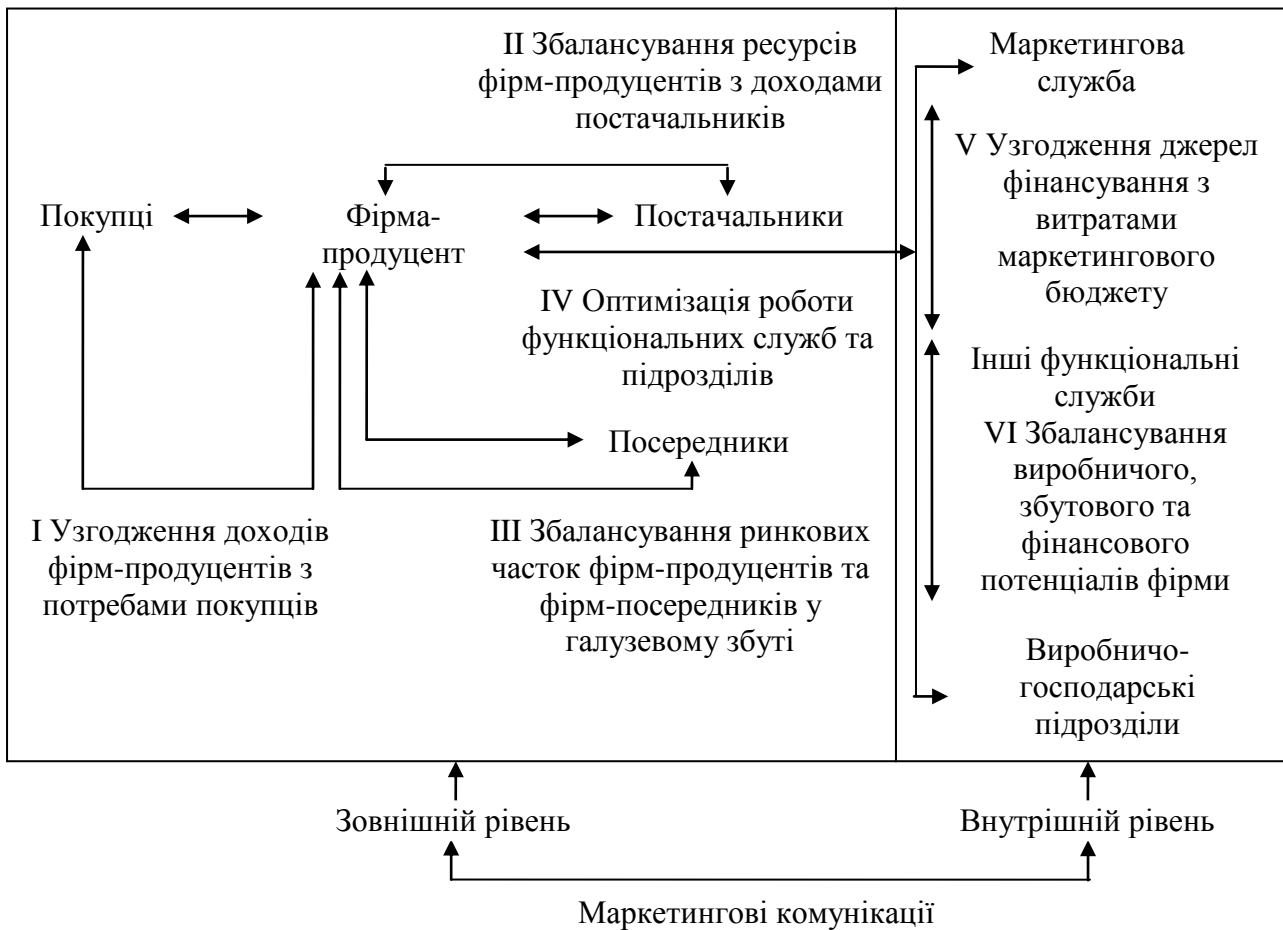 II Збалансування ресурсів
фірм-продуцентів з доходами
постачальників
Покупці
Фірма-
продуцент
Постачальники
IV Оптимізація роботи
функціональних служб та
підрозділів
Посередники
I Узгодження доходів
фірм-продуцентів з
потребами покупців
III Збалансування ринкових
часток фірм-продуцентів та
фірм-посередників у
галузевому збуті
Маркетингова
служба
V Узгодження джерел
фінансування з
витратами
маркетингового
бюджету
Інші функціональні
служби
VI Збалансування
виробничого,
збутового та
фінансового
потенціалів фірми
Виробничо-
господарські
підрозділи
Зовнішній рівень
Внутрішній рівень
Маркетингові комунікації